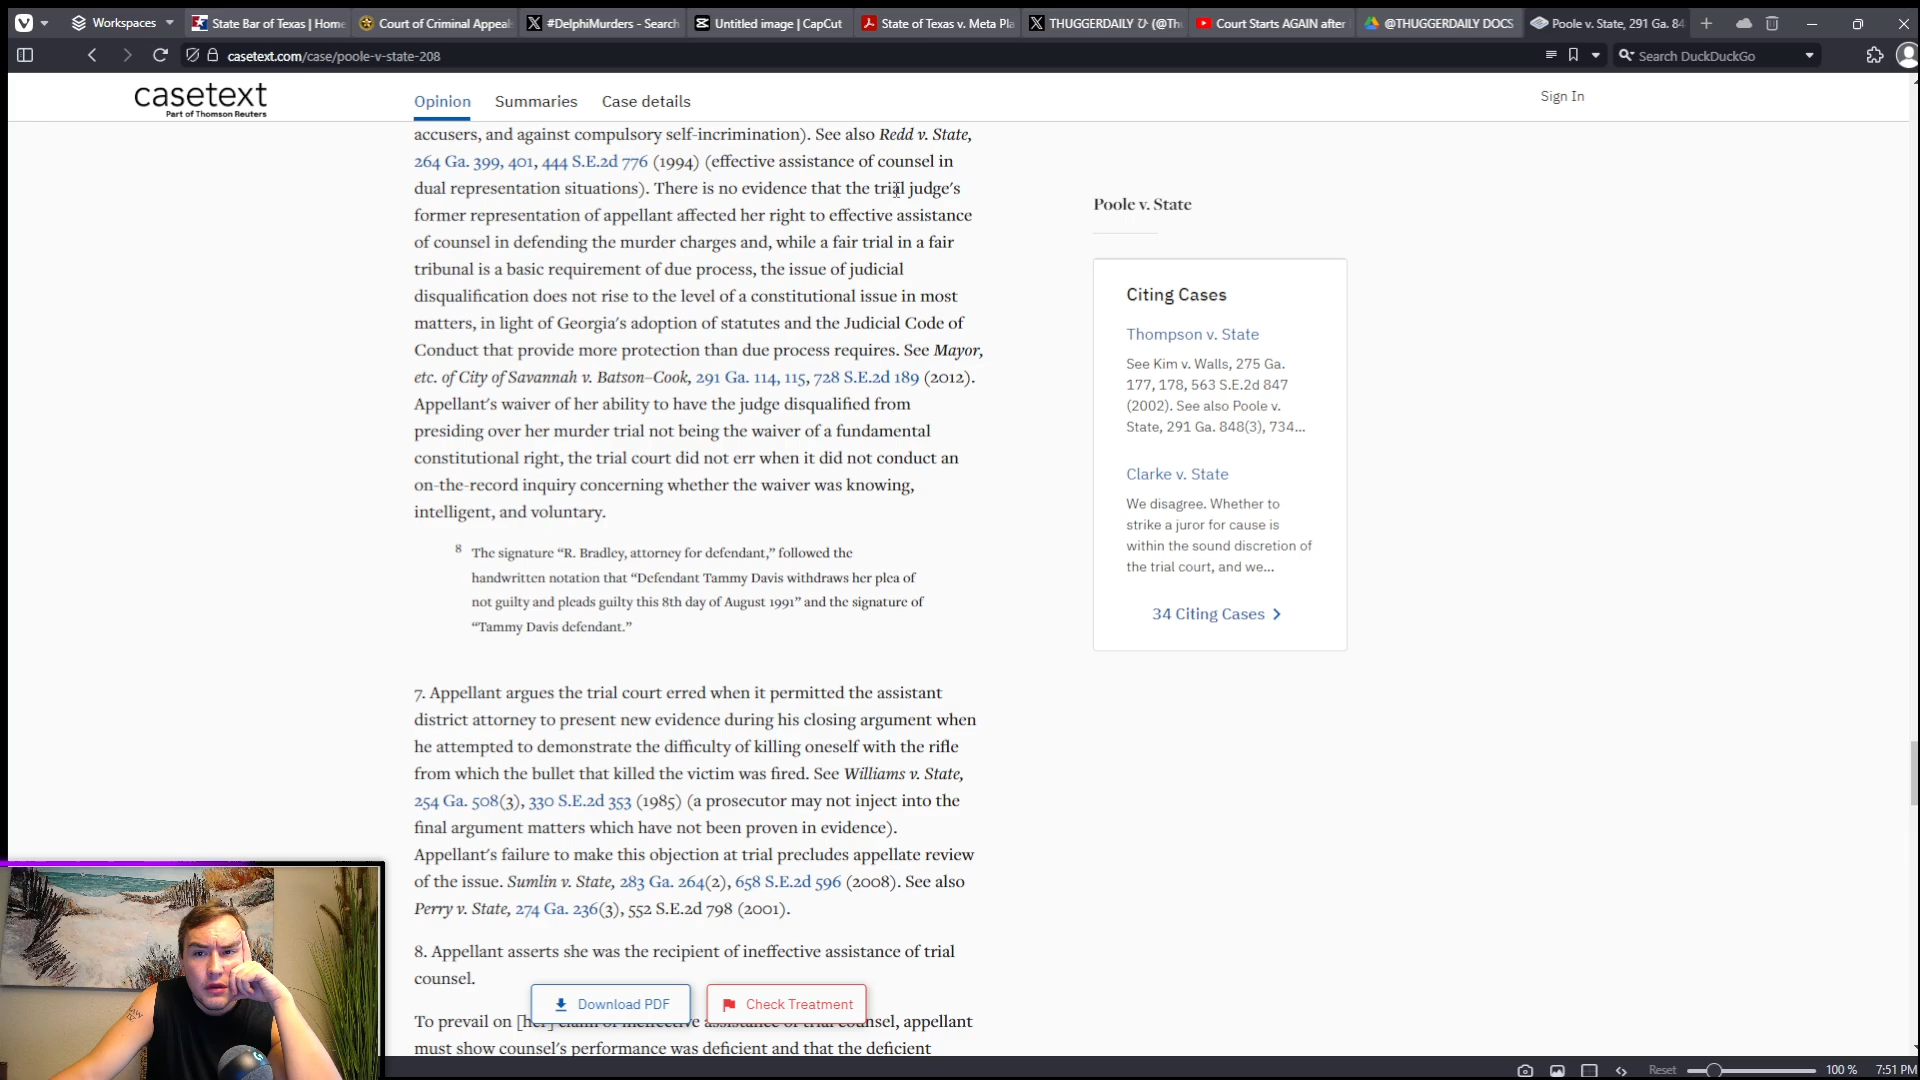 Workspaces
State Bar of Texas | Home
Court of Criminal Appeal
#DelphiMurders - Search
Untitled image | CapCut
State of Texas v. Meta Pla
THUGGERDAILY ひ (@Th
Court Starts AGAIN after
@THUGGERDAILY DOCS
Poole v. State, 291 Ga. 84
casetext.com/case/poole-v-state-208
Search DuckDuckGo
casetext
Part of Thomson Reuters
Opinion
Summaries
Case details
Sign In
accusers, and against compulsory self-incrimination). See also Redd v. State,
264 Ga. 399, 401, 444 S.E.2d 776 (1994) (effective assistance of counsel in
dual representation situations). There is no evidence that the trial judge's
former representation of appellant affected her right to effective assistance
of counsel in defending the murder charges and, while a fair trial in a fair
tribunal is a basic requirement of due process, the issue of judicial
disqualification does not rise to the level of a constitutional issue in most
matters, in light of Georgia's adoption of statutes and the Judicial Code of
Conduct that provide more protection than due process requires. See Mayor,
etc. of City of Savannah v. Batson–Cook, 291 Ga. 114, 115, 728 S.E.2d 189 (2012).
Appellant's waiver of her ability to have the judge disqualified from
presiding over her murder trial not being the waiver of a fundamental
constitutional right, the trial court did not err when it did not conduct an
on-the-record inquiry concerning whether the waiver was knowing,
intelligent, and voluntary.
8 The signature “R. Bradley, attorney for defendant,” followed the
handwritten notation that “Defendant Tammy Davis withdraws her plea of
not guilty and pleads guilty this 8th day of August 1991” and the signature of
“Tammy Davis defendant.”
7. Appellant argues the trial court erred when it permitted the assistant
district attorney to present new evidence during his closing argument when
he attempted to demonstrate the difficulty of killing oneself with the rifle
from which the bullet that killed the victim was fired. See Williams v. State,
254 Ga. 508(3), 330 S.E.2d 353 (1985) (a prosecutor may not inject into the
final argument matters which have not been proven in evidence).
Appellant's failure to make this objection at trial precludes appellate review
of the issue. Sumlin v. State, 283 Ga. 264(2), 658 S.E.2d 596 (2008). See also
Perry v. State, 274 Ga. 236(3), 552 S.E.2d 798 (2001).
8. Appellant asserts she was the recipient of ineffective assistance of trial
counsel.
Download PDF
Check Treatment
To prevail on [her] claim of ineffective assistance of trial counsel, appellant
must show counsel's performance was deficient and that the deficient
Poole v. State
Citing Cases
Thompson v. State
See Kim v. Walls, 275 Ga.
177, 178, 563 S.E.2d 847
(2002). See also Poole v.
State, 291 Ga. 848(3), 734...
Clarke v. State
We disagree. Whether to
strike a juror for cause is
within the sound discretion of
the trial court, and we...
34 Citing Cases
Reset
100 %
7:51 PM